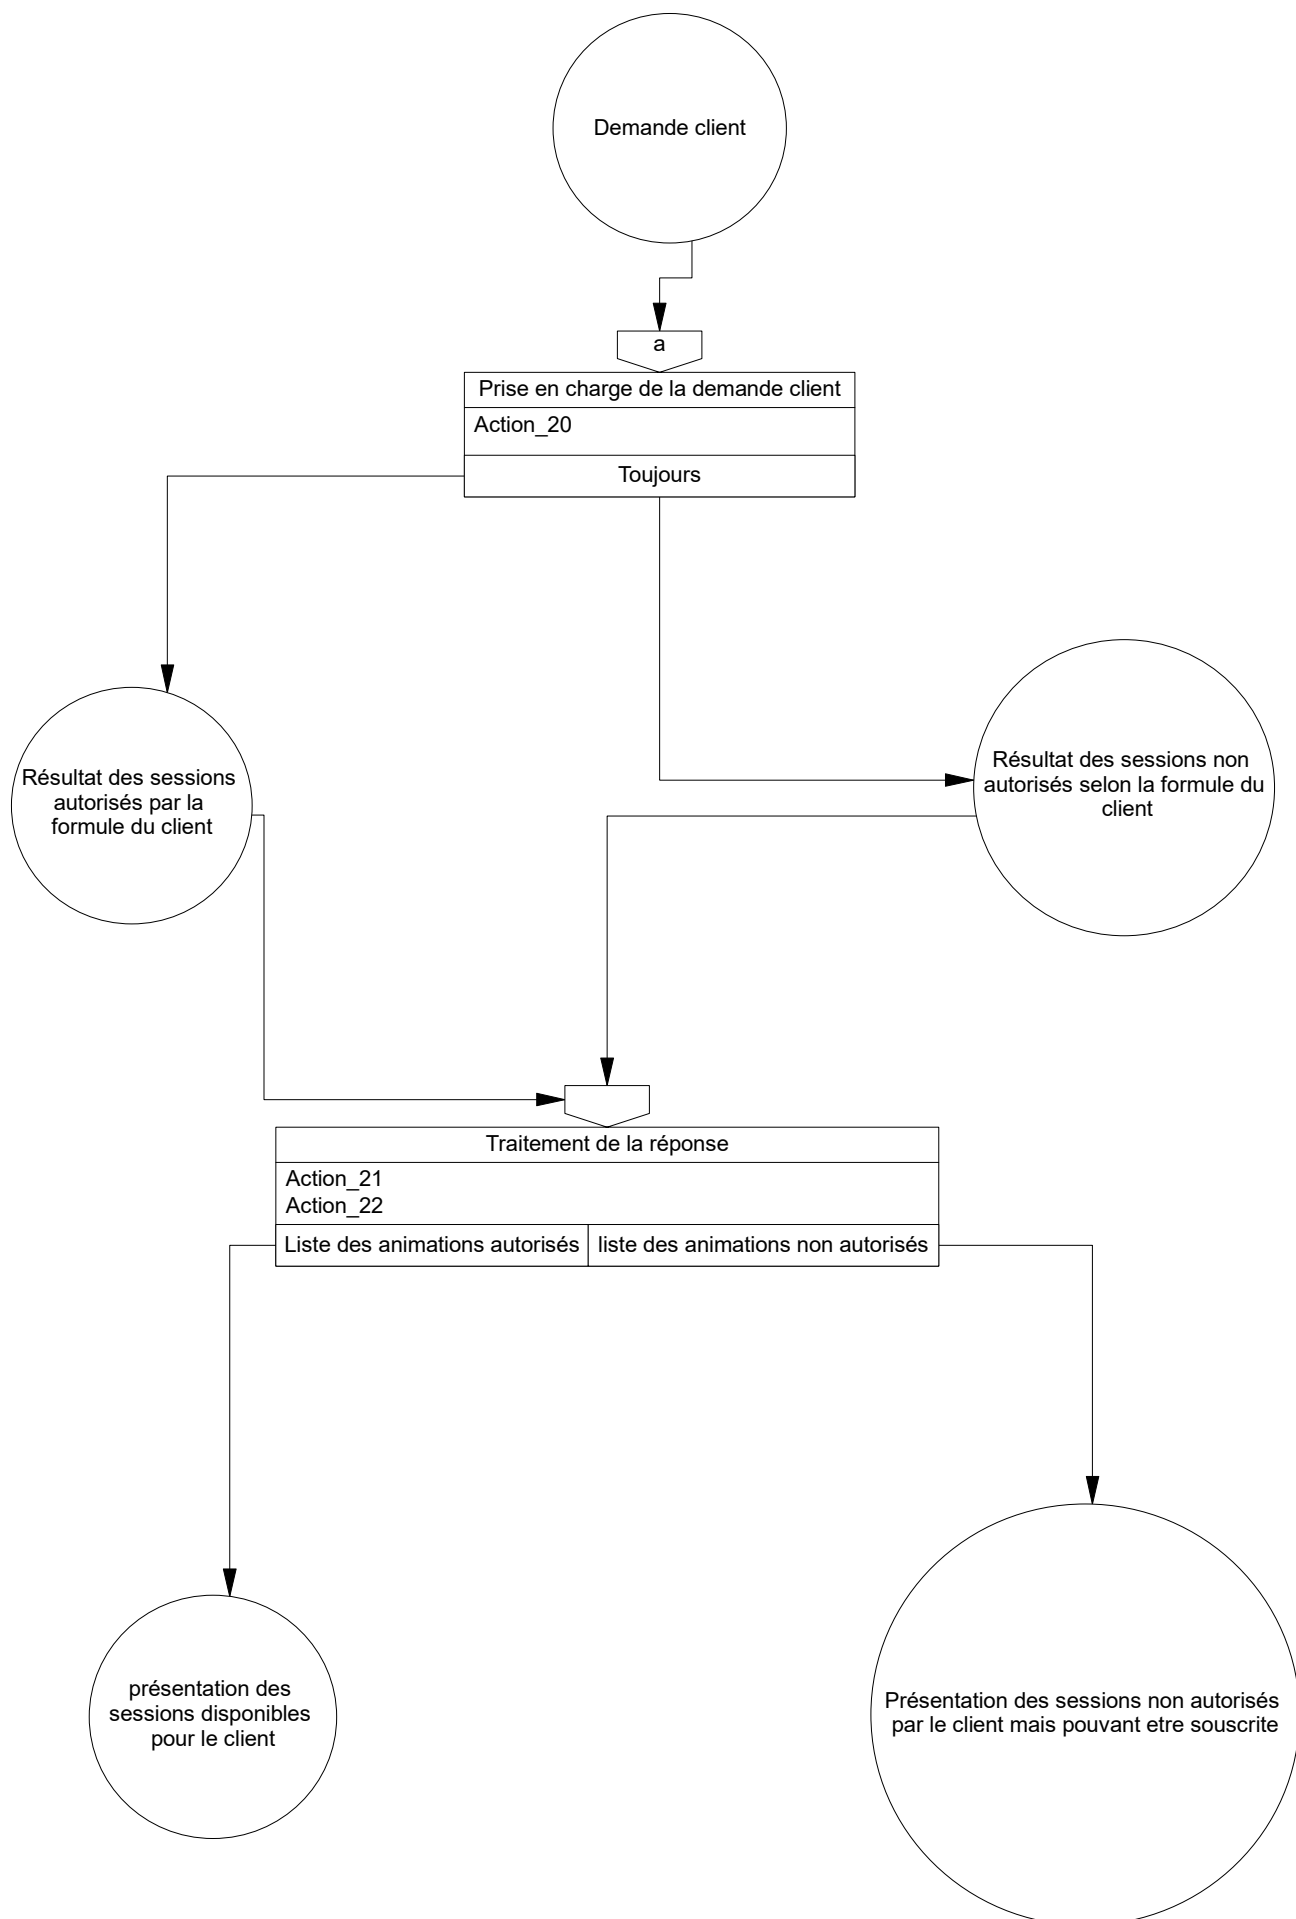 Demande client
a
Prise en charge de la demande client
Action_20
Toujours
Résultat des sessions
autorisés par la
formule du client
Résultat des sessions non
autorisés selon la formule du
client
Traitement de la réponse
Action_21
Action_22
Liste des animations autorisés
liste des animations non autorisés
présentation des
sessions disponibles
pour le client
Présentation des sessions non autorisés
par le client mais pouvant etre souscrite